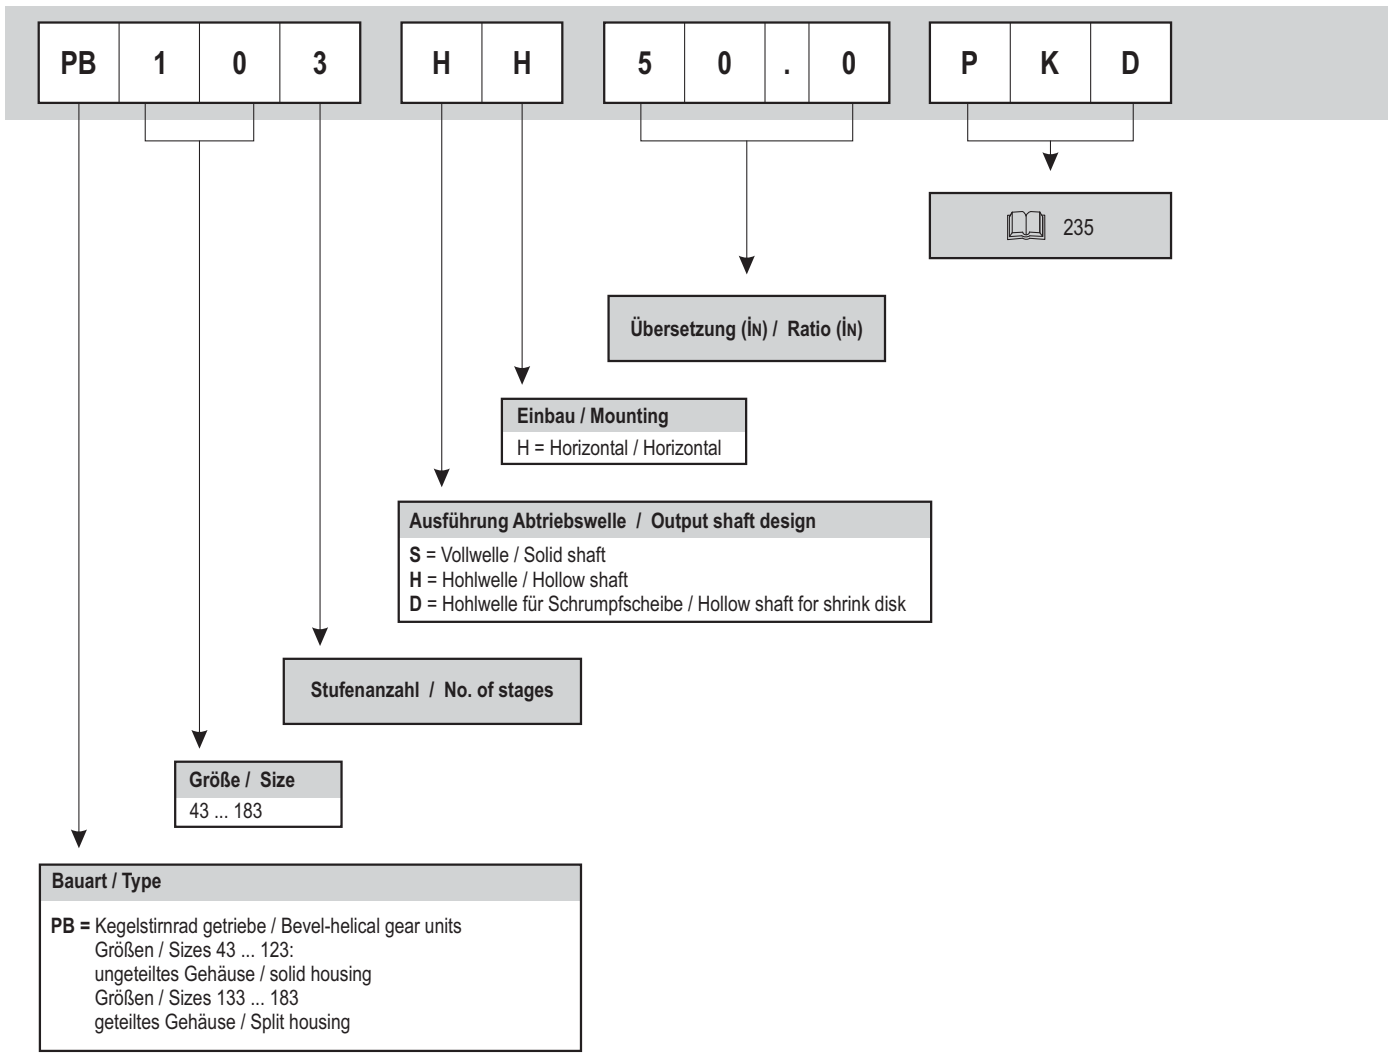 PB 1 0 3 H H 5 0 . 0 P K D
235
Übersetzung (İN) / Ratio (İN)
Einbau / Mounting
H = Horizontal / Horizontal
Ausführung Abtriebswelle / Output shaft design
S = Vollwelle / Solid shaft
H = Hohlwelle / Hollow shaft
D = Hohlwelle für Schrumpfscheibe / Hollow shaft for shrink disk
Stufenanzahl / No. of stages
Größe / Size
43 ... 183
Bauart / Type
PB = Kegelstirnrad getriebe / Bevel-helical gear units
Größen / Sizes 43 ... 123:
ungeteiltes Gehäuse / solid housing
Größen / Sizes 133 ... 183
geteiltes Gehäuse / Split housing